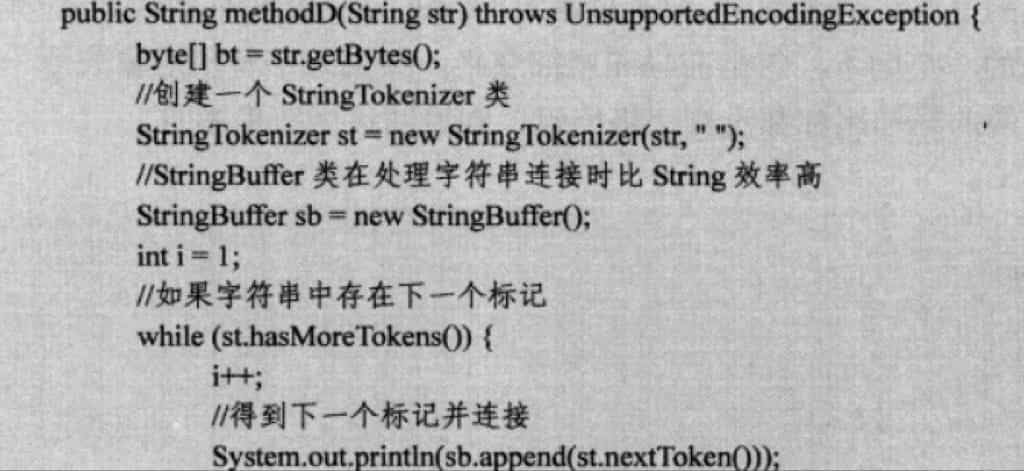 public String methodD(String str) throws UnsupportedEncodingException {
byte[] bt = str.getBytes();
//创建一个 StringTokenizer 类
StringTokenizer st = new StringTokenizer(str, " ");
//StringBuffer 类在处理字符串连接时比 String 效率高
StringBuffer sb = new StringBuffer();
int i = 1;
//如果字符串中存在下一个标记
while (st.hasMoreTokens()) {
i++;
//得到下一个标记并连接
System.out.println(sb.append(st.nextToken()));